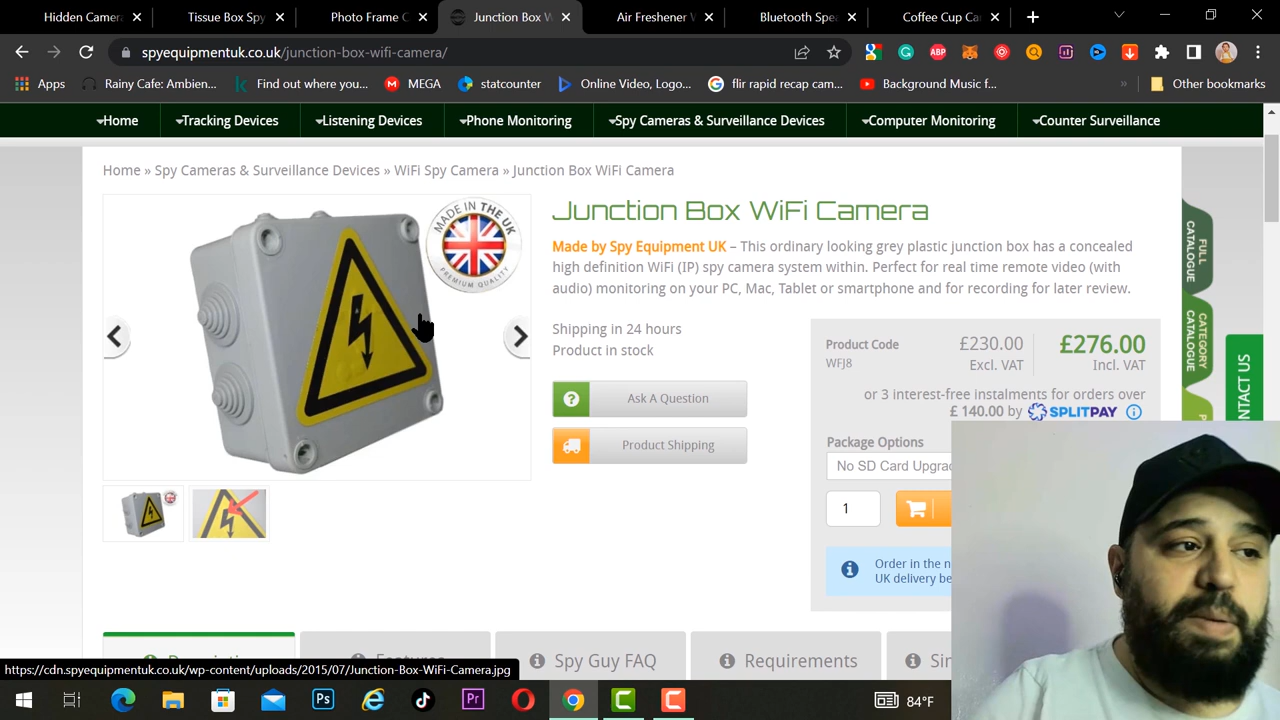 Hidden Camera
Tissue Box Spy
Photo Frame C
Junction Box W
Air Freshener W
Bluetooth Spea
Coffee Cup Ca
spyequipmentuk.co.uk/junction-box-wifi-camera/
Apps
Rainy Cafe: Ambien...
Find out where you...
MEGA
statcounter
Online Video, Logo...
flir rapid recap cam...
Background Music f...
»
Other bookmarks
Home
Tracking Devices
Listening Devices
Phone Monitoring
Spy Cameras & Surveillance Devices
Computer Monitoring
Counter Surveillance
Home » Spy Cameras & Surveillance Devices » WiFi Spy Camera » Junction Box WiFi Camera
MADE IN THE UK
PREMIUM QUALITY
Junction Box WiFi Camera
Made by Spy Equipment UK – This ordinary looking grey plastic junction box has a concealed
high definition WiFi (IP) spy camera system within. Perfect for real time remote video (with
audio) monitoring on your PC, Mac, Tablet or smartphone and for recording for later review.
Shipping in 24 hours
Product in stock
Ask A Question
Product Shipping
Product Code
WFJ8
£230.00
Excl. VAT
£276.00
Incl. VAT
or 3 interest-free instalments for orders over
£ 140.00 by SPLITPAY
Package Options
No SD Card Upgra
1
Order in the n
UK delivery be
FULL
CATALOGUE
CATEGORY
CATALOGUE
NTACT US
Features
Spy Guy FAQ
Requirements
https://cdn.spyequipmentuk.co.uk/wp-content/uploads/2015/07/Junction-Box-WiFi-Camera.jpg
84°F